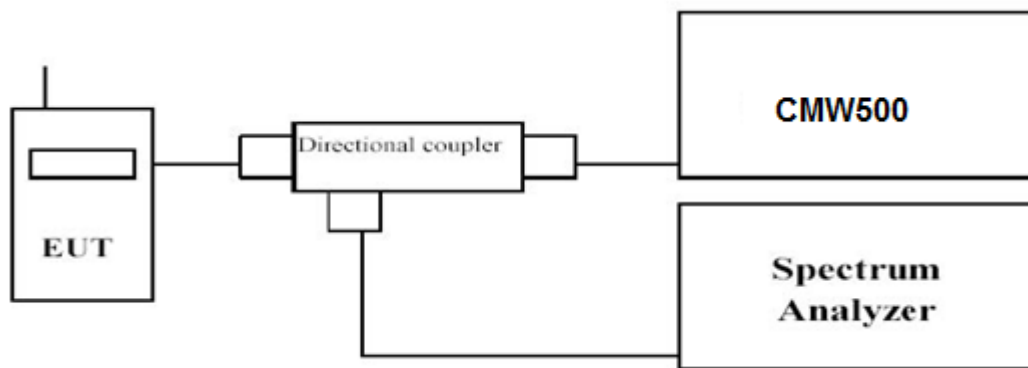 CMW500
Directional coupler
EUT
Spectrum
Analyzer